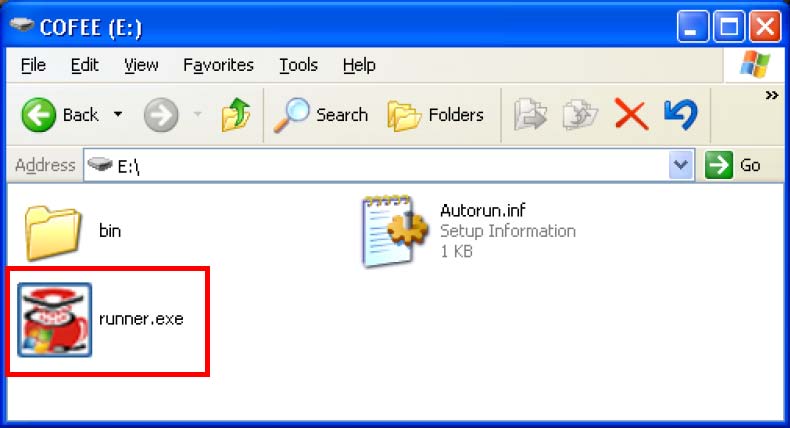 COFEE (E:)
File Edit View Favorites Tools Help
Back Search Folders »
Address E:\ Go
bin
Autorun.inf
Setup Information
1 KB
runner.exe